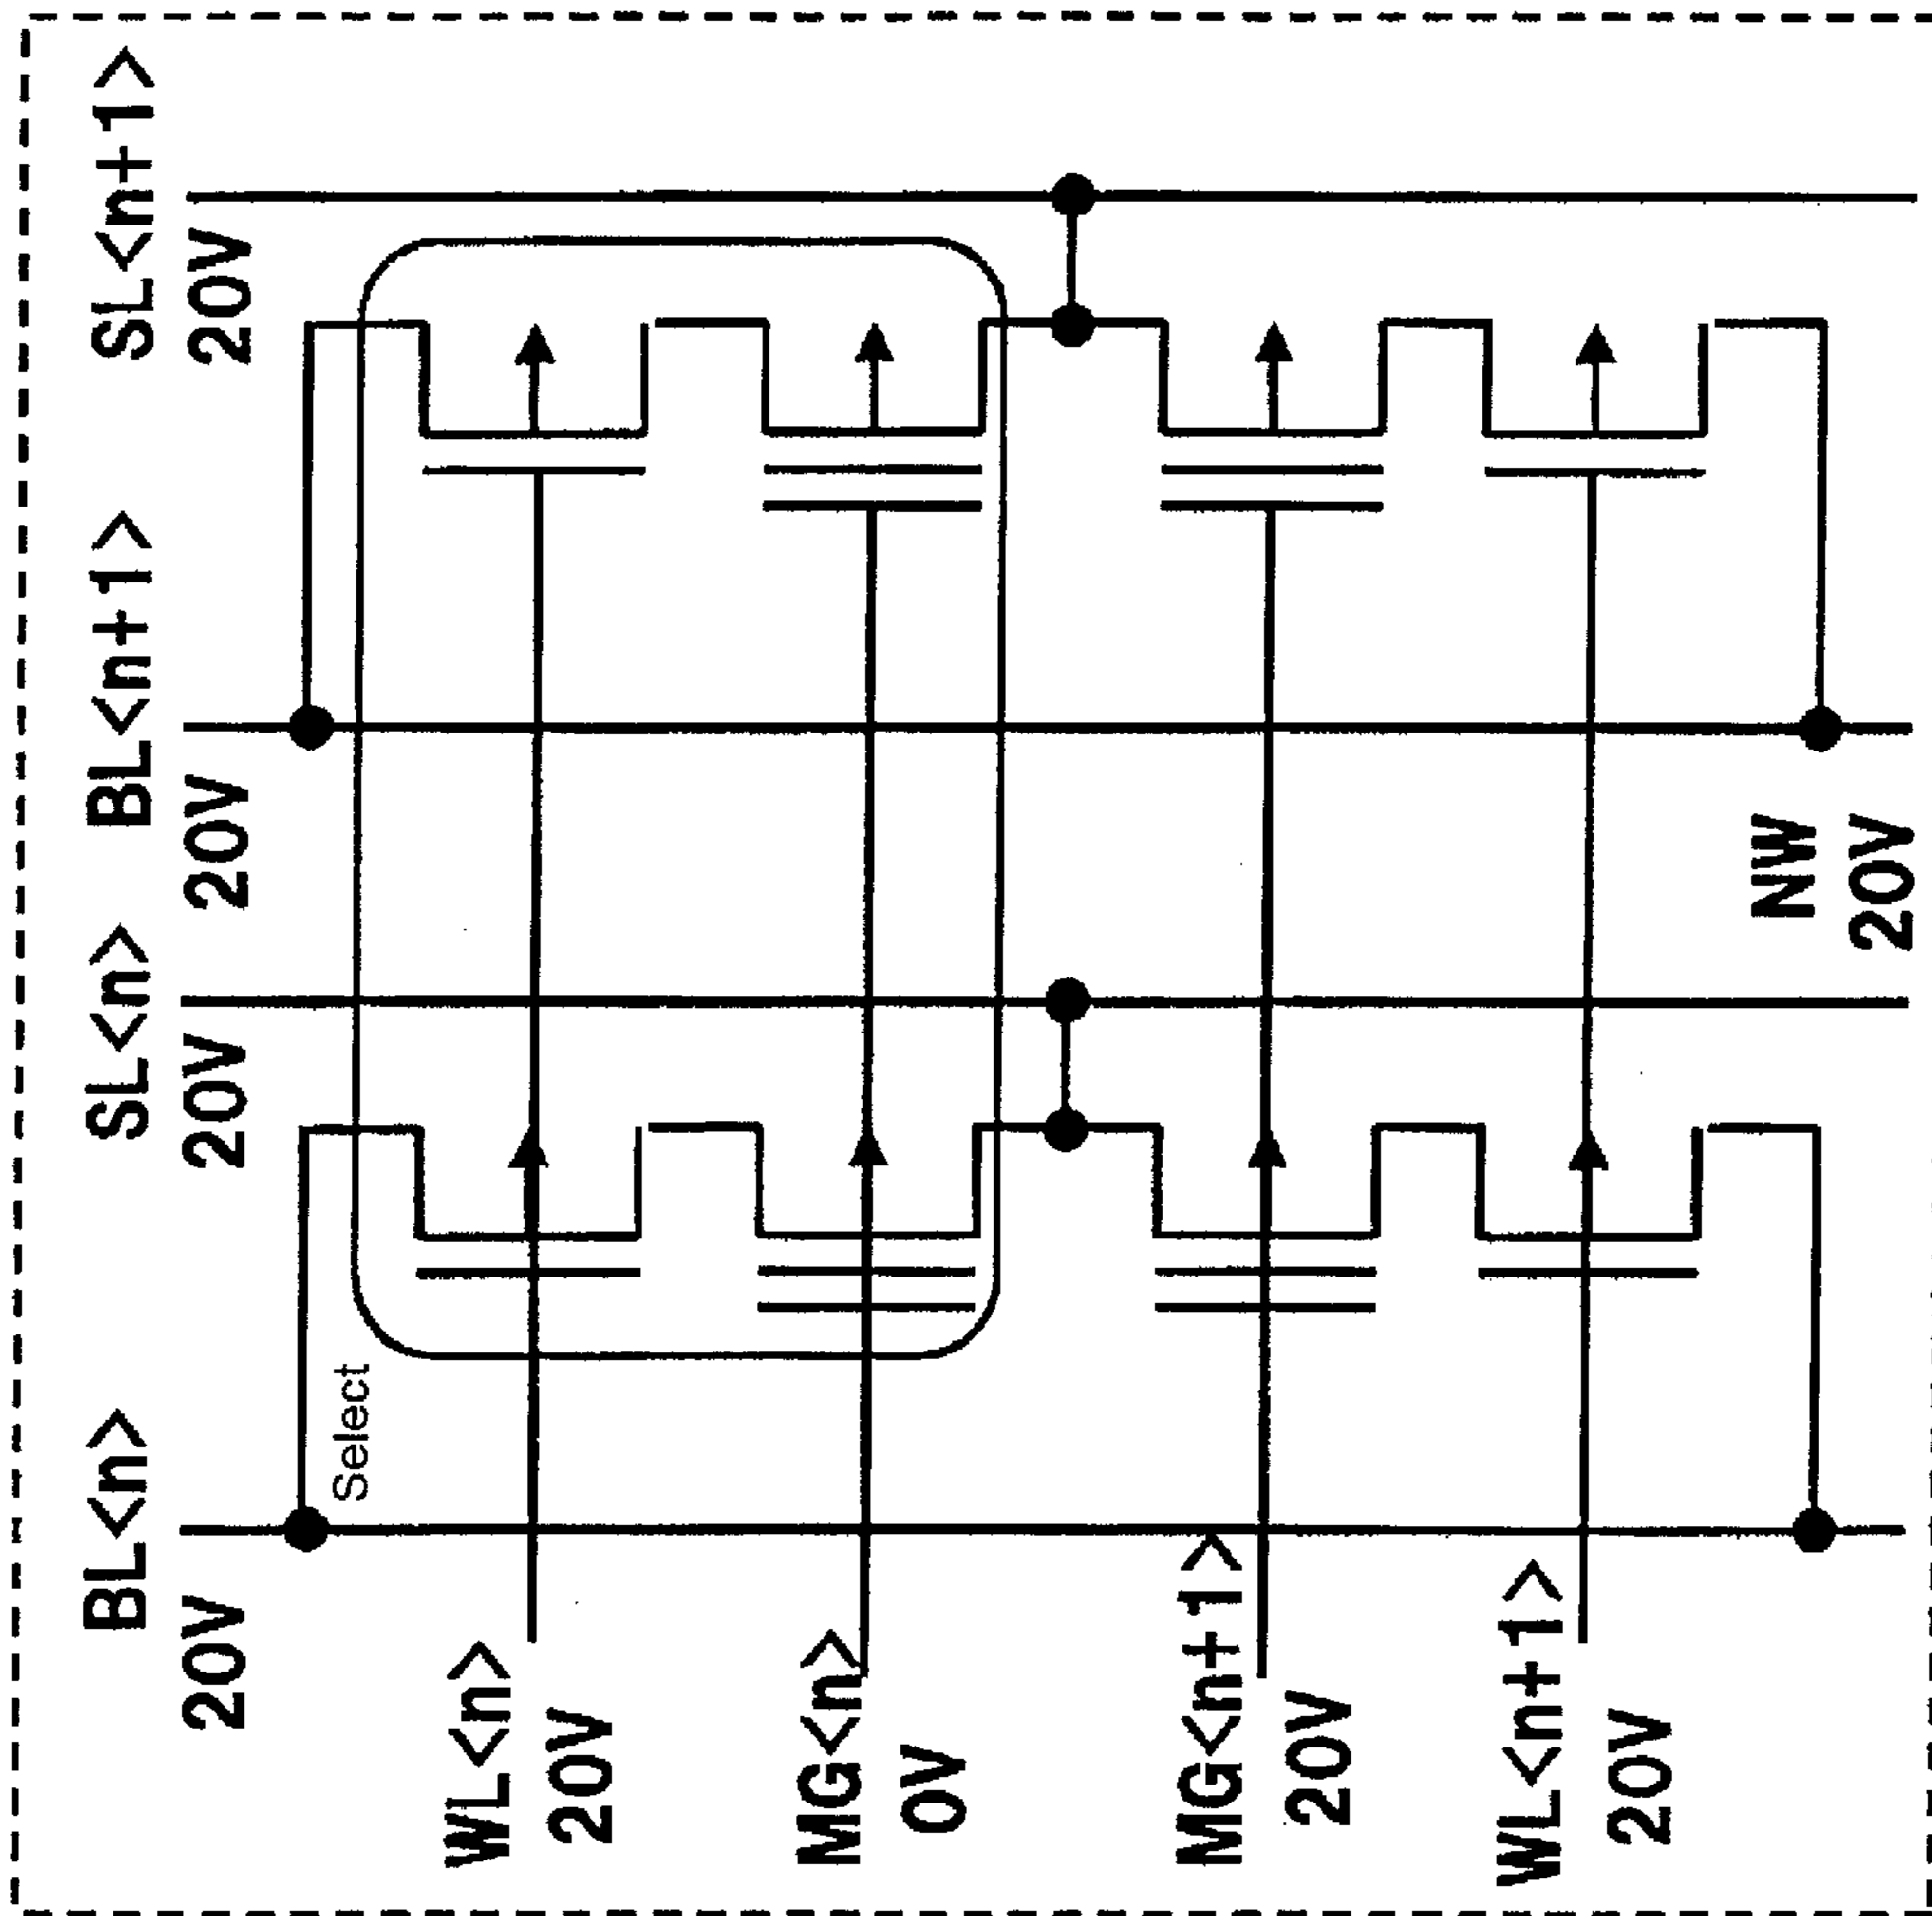 BL<n>
20V
SL<n>
20V
BL<n+1>
20V
SL<n+1>
20V
Select
WL<n>
20V
MG<n>
0V
MG<n+1>
20V
WL<n+1>
20V
NW
20V